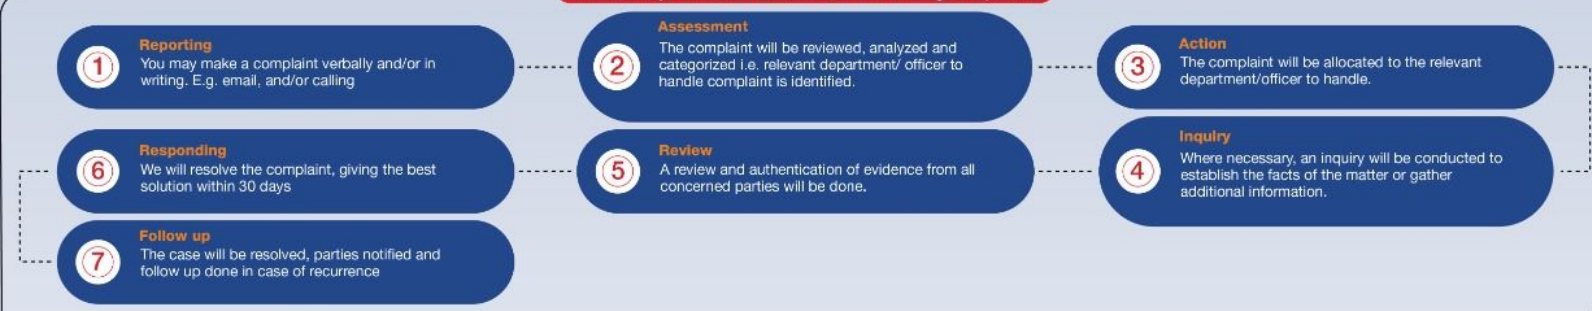 1
Reporting
You may make a complaint verbally and/or in
writing. E.g. email, and/or calling
2
Assessment
The complaint will be reviewed, analyzed and
categorized i.e. relevant department/ officer to
handle complaint is identified.
3
Action
The complaint will be allocated to the relevant
department/officer to handle.
4
Inquiry
Where necessary, an inquiry will be conducted to
establish the facts of the matter or gather
additional information.
5
Review
A review and authentication of evidence from all
concerned parties will be done.
6
Responding
We will resolve the complaint, giving the best
solution within 30 days
7
Follow up
The case will be resolved, parties notified and
follow up done in case of recurrence